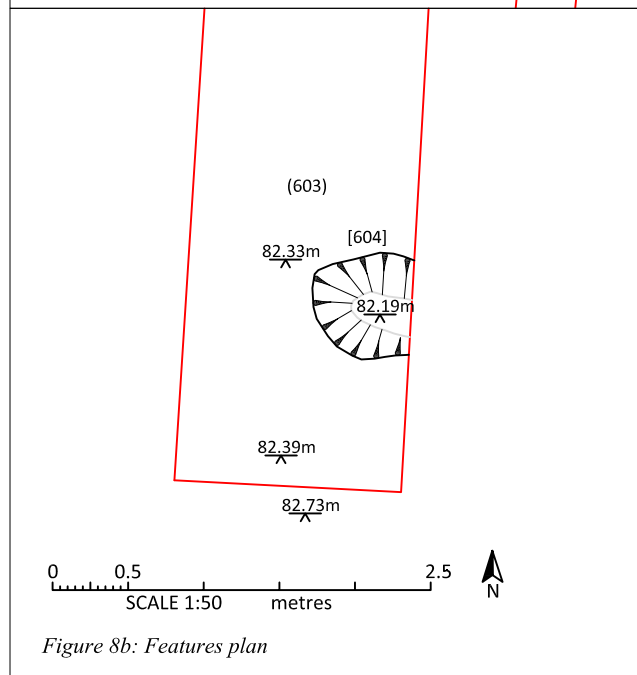 (603)
[604]
82.33m
82.19m
82.39m
82.73m
0 0.5 2.5
SCALE 1:50 metres
N
Figure 8b: Features plan